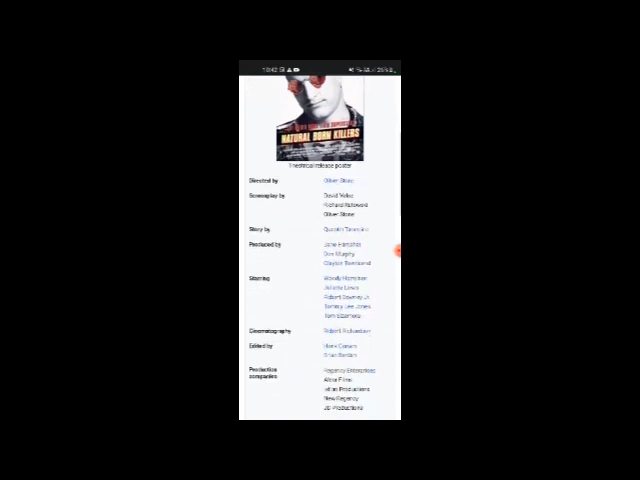 NATURAL BORN KILLERS
Theatrical release poster
Directed by
Oliver Stone
Screenplay by
David Veloz
Richard Rutowski
Oliver Stone
Story by
Quentin Tarantino
Produced by
Jane Hamsher
Don Murphy
Clayton Townsend
Starring
Woody Harrelson
Juliette Lewis
Robert Downey Jr.
Tommy Lee Jones
Tom Sizemore
Cinematography
Robert Richardson
Edited by
Hank Corwin
Brian Berdan
Production
companies
Regency Enterprises
Alcor Films
Ixtlan Productions
New Regency
JD Productions